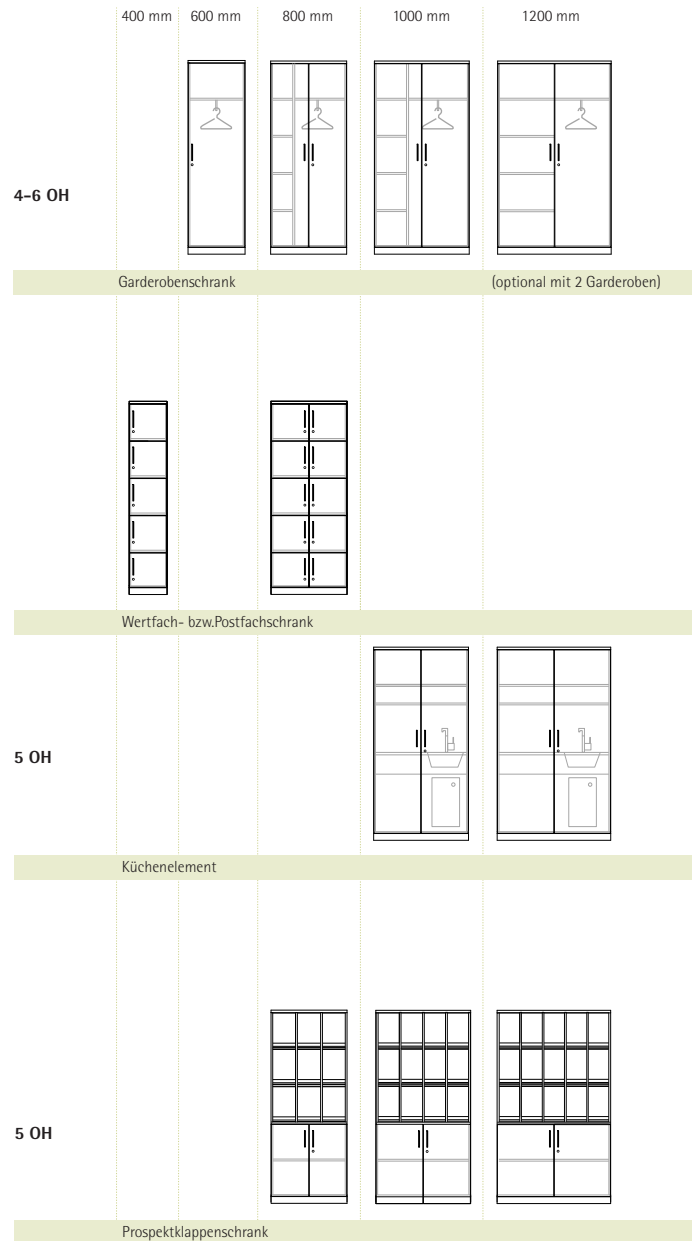 400 mm 600 mm 800 mm 1000 mm 1200 mm
4-6 OH
Garderobenschrank (optional mit 2 Garderoben)
Wertfach- bzw.Postfachschrank
5 OH
Küchenelement
5 OH
Prospektklappenschrank